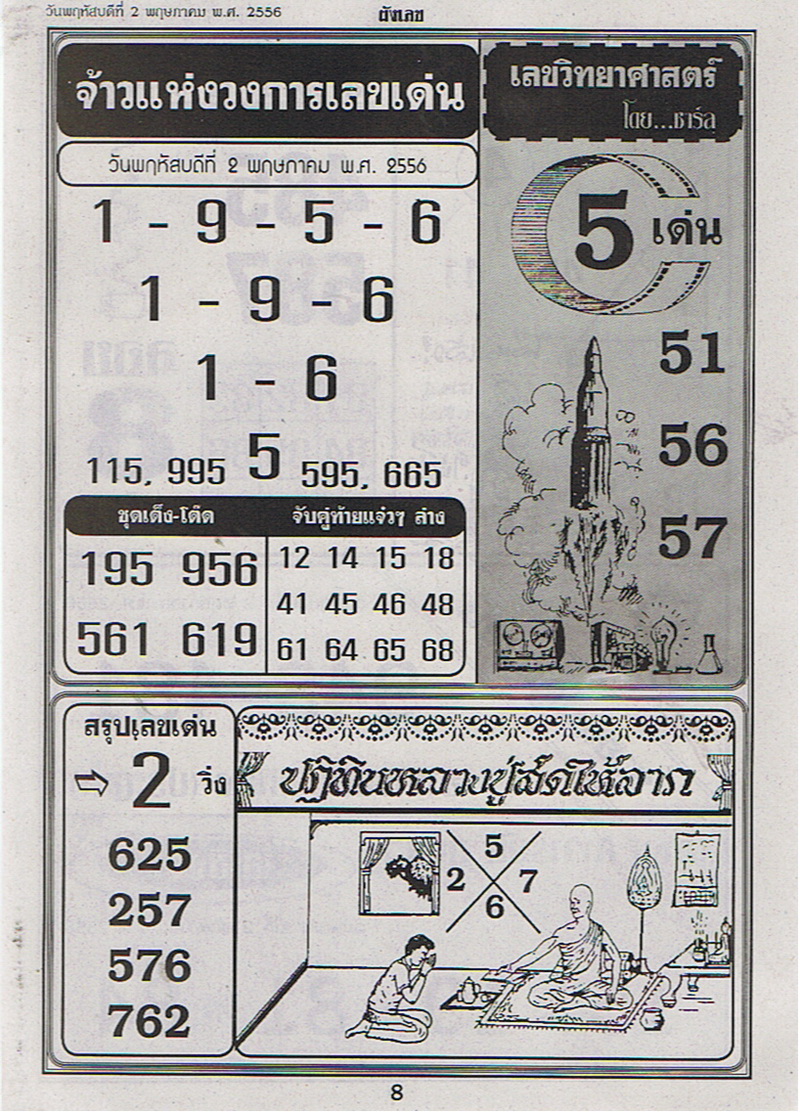 วันพฤหัสบดีที่ 2 พฤษภาคม พ.ศ. 2556
ผังเลข
จ้าวแห่งวงการเลขเด่น
วันพฤหัสบดีที่ 2 พฤษภาคม พ.ศ. 2556
1 - 9 - 5 - 6
1 - 9 - 6
1 - 6
115, 995 5 595, 665
ชุดเต็ง-โต๊ด
195 956
561 619
จับคู่ท้ายแจ๋วๆ ล่าง
12 14 15 18
41 45 46 48
61 64 65 68
เลขวิทยาศาสตร์
โดย...ชาร์ล
5 เด่น
51
56
57
สรุปเลขเด่น
2 วิ่ง
625
257
576
762
ปฏิทินหลวงปู่สดให้ลาภ
5
2 7
6
8